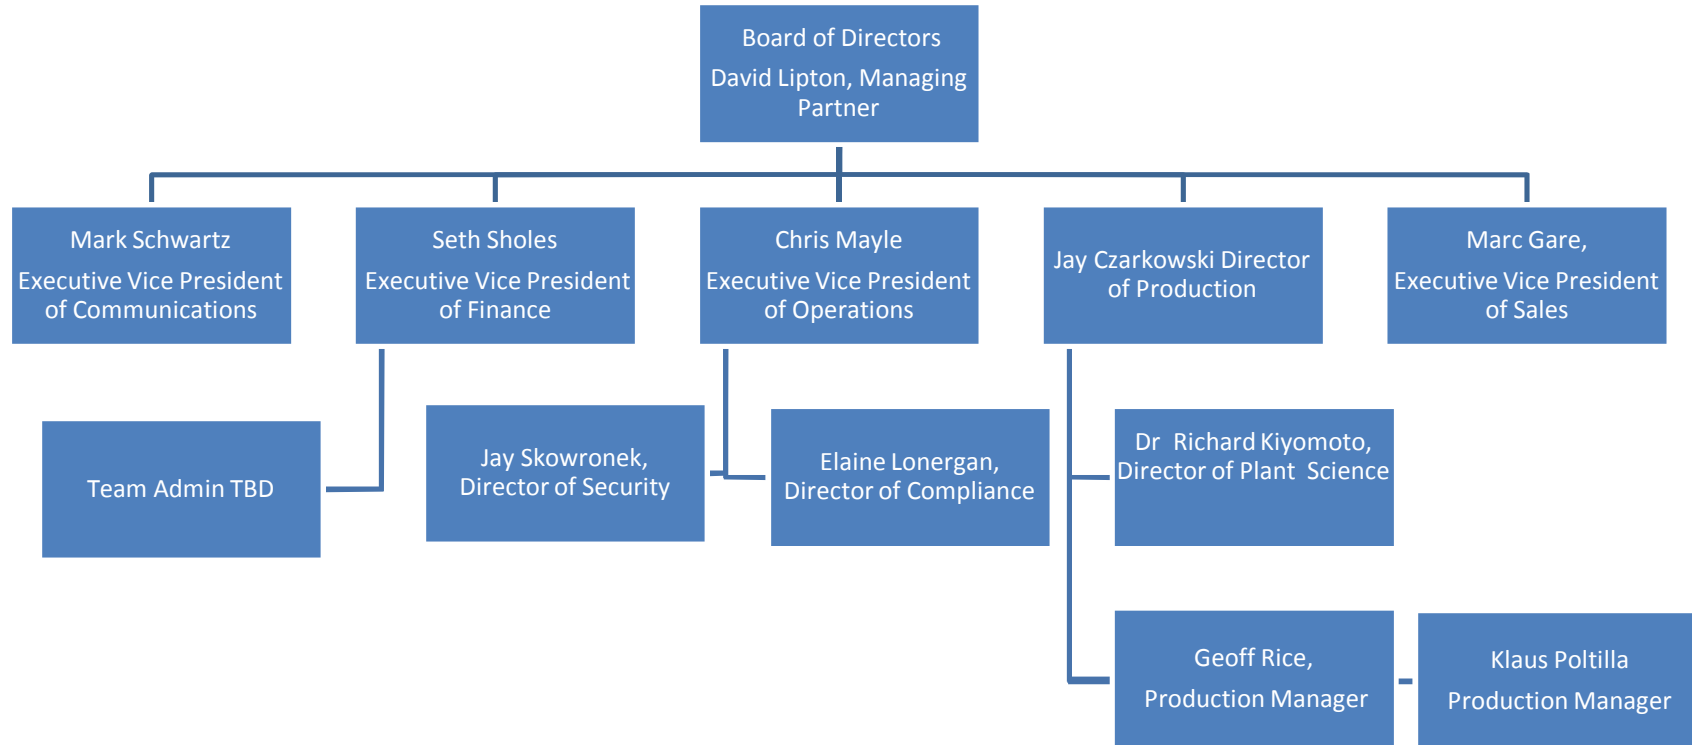 Board of Directors
David Lipton, Managing
Partner
Mark Schwartz
Executive Vice President
of Communications
Seth Sholes
Executive Vice President
of Finance
Chris Mayle
Executive Vice President
of Operations
Jay Czarkowski Director
of Production
Marc Gare,
Executive Vice President
of Sales
Team Admin TBD
Jay Skowronek,
Director of Security
Elaine Lonergan,
Director of Compliance
Dr  Richard Kiyomoto,
Director of Plant  Science
Geoff Rice,
Production Manager
Klaus Poltilla
Production Manager